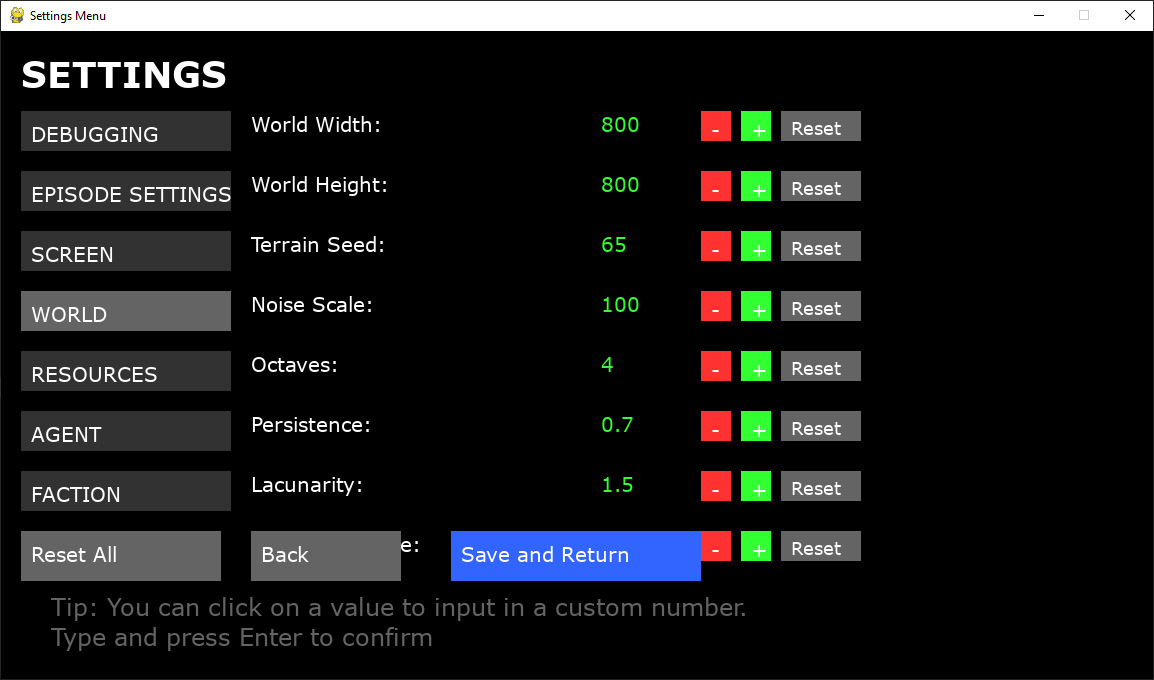 Settings Menu
SETTINGS
DEBUGGING
World Width: 800 - + Reset
EPISODE SETTINGS
World Height: 800 - + Reset
SCREEN
Terrain Seed: 65 - + Reset
WORLD
Noise Scale: 100 - + Reset
RESOURCES
Octaves: 4 - + Reset
AGENT
Persistence: 0.7 - + Reset
FACTION
Lacunarity: 1.5 - + Reset
e: - + Reset
Reset All Back Save and Return
Tip: You can click on a value to input in a custom number.
Type and press Enter to confirm